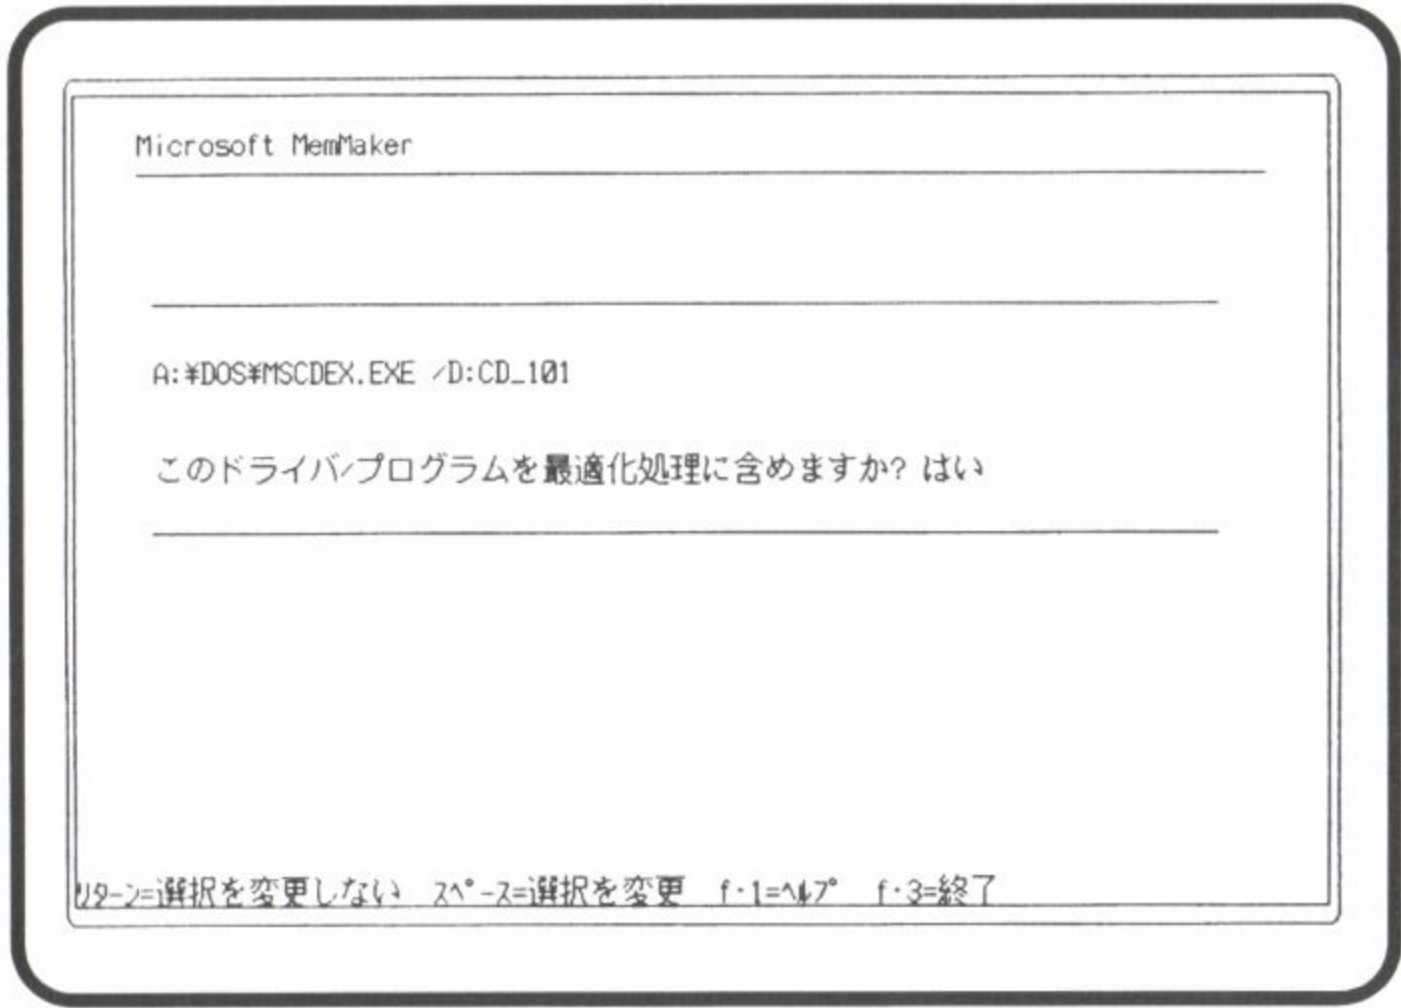 Microsoft MemMaker
A:¥DOS¥MSCDEX.EXE /D:CD_101
このドライバ/プログラムを最適化処理に含めますか? はい
ﾘﾀｰﾝ=選択を変更しない ｽﾍﾟｰｽ=選択を変更 f･1=ﾍﾙﾌﾟ f･3=終了